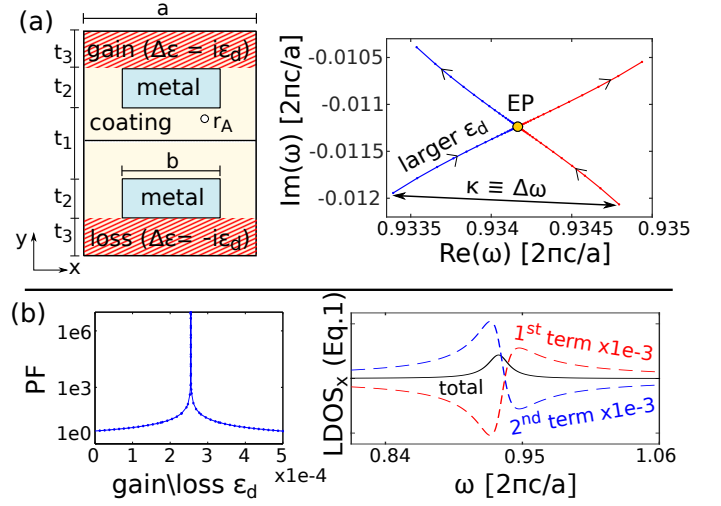 (a)
a
t3
gain (Δε = iεd)
t2
metal
coating
rA
t1
b
t2
metal
t3
loss (Δε= -iεd)
y
x
Im(ω) [2πc/a]
-0.0105
-0.011
-0.0115
-0.012
EP
larger εd
κ ≡ Δω
0.9335
0.934
0.9345
0.935
Re(ω) [2πc/a]
(b)
PF
1e6
1e3
1e0
0
1
2
3
4
5
gain\loss εd
x1e-4
LDOSx (Eq.1)
1st term x1e-3
total
2nd term x1e-3
0.84
0.95
1.06
ω [2πc/a]